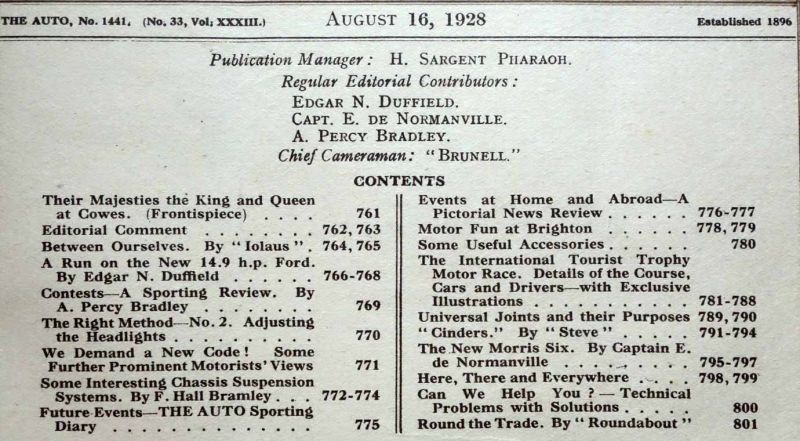 THE AUTO, No. 1441. (No. 33, Vol; XXXIII.) AUGUST 16, 1928 Established 1896
Publication Manager: H. SARGENT PHARAOH.
Regular Editorial Contributors:
EDGAR N. DUFFIELD.
CAPT. E. DE NORMANVILLE.
A. PERCY BRADLEY.
Chief Cameraman: "BRUNELL."
CONTENTS
Their Majesties the King and Queen
at Cowes. (Frontispiece) . . . . 761
Editorial Comment . . . . . . . . 762, 763
Between Ourselves. By "Iolaus" . 764, 765
A Run on the New 14.9 h.p. Ford.
By Edgar N. Duffield . . . . . . 766-768
Contests—A Sporting Review. By
A. Percy Bradley . . . . . . . 769
The Right Method—No. 2. Adjusting
the Headlights . . . . . . . . . 770
We Demand a New Code! Some
Further Prominent Motorists' Views 771
Some Interesting Chassis Suspension
Systems. By F. Hall Bramley . . . 772-774
Future Events—THE AUTO Sporting
Diary . . . . . . . . . . . . 775
Events at Home and Abroad—A
Pictorial News Review . . . . . . 776-777
Motor Fun at Brighton . . . . . . 778, 779
Some Useful Accessories . . . . . . 780
The International Tourist Trophy
Motor Race. Details of the Course,
Cars and Drivers—with Exclusive
Illustrations . . . . . . . . . . . 781-788
Universal Joints and their Purposes 789, 790
"Cinders." By "Steve" . . . . . . 791-794
The New Morris Six. By Captain E.
de Normanville . . . . . . . . 795-797
Here, There and Everywhere . . . . 798, 799
Can We Help You?—Technical
Problems with Solutions . . . . . 800
Round the Trade. By "Roundabout" 801